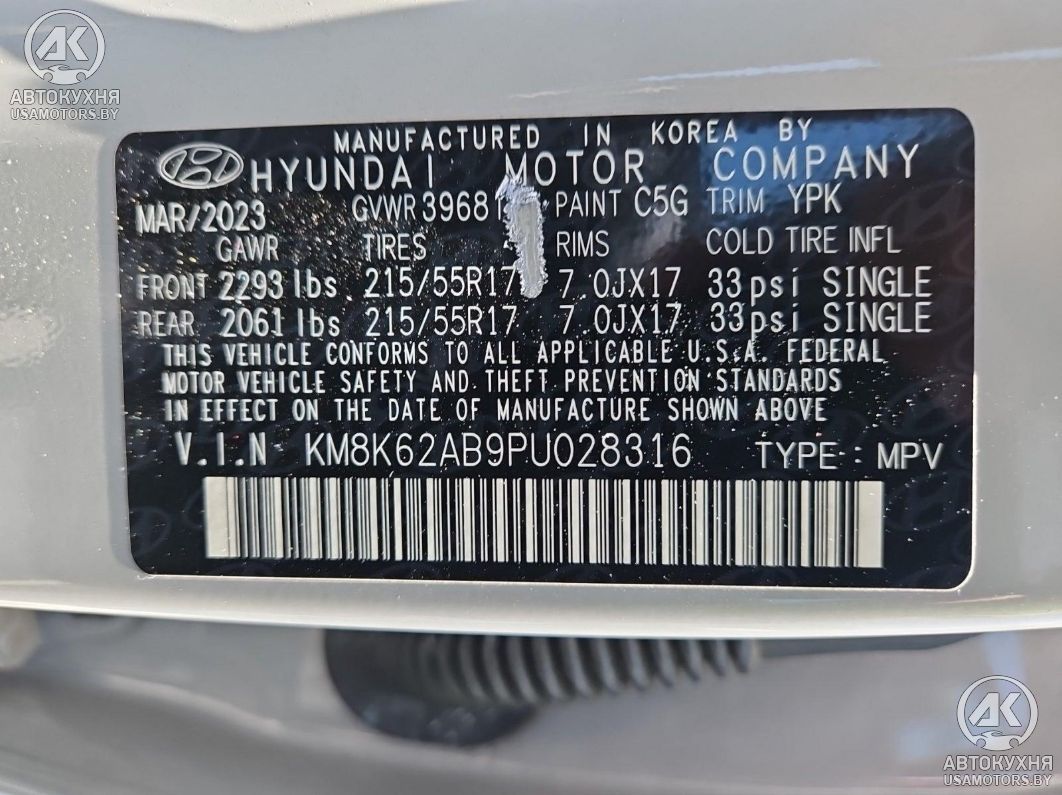 AK
АВТОКУХНЯ
USAMOTORS.BY
MANUFACTURED IN KOREA BY
HYUNDAI MOTOR COMPANY
MAR/2023 GVWR 3968 PAINT C5G TRIM YPK
GAWR TIRES RIMS COLD TIRE INFL
FRONT 2293 lbs 215/55R17 7.0JX17 33psi SINGLE
REAR 2061 lbs 215/55R17 7.0JX17 33psi SINGLE
THIS VEHICLE CONFORMS TO ALL APPLICABLE U.S.A. FEDERAL
MOTOR VEHICLE SAFETY AND THEFT PREVENTION STANDARDS
IN EFFECT ON THE DATE OF MANUFACTURE SHOWN ABOVE
V.I.N KM8K62AB9PU028316 TYPE : MPV
AK
АВТОКУХНЯ
USAMOTORS.BY